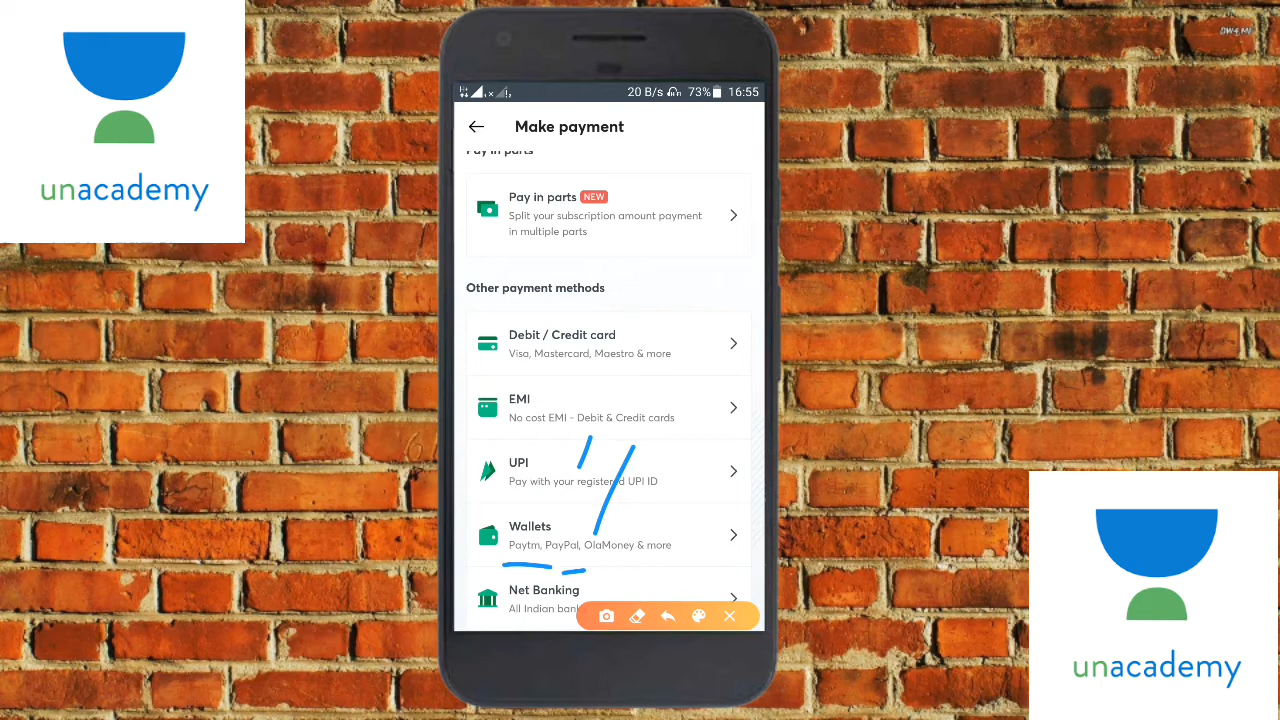 unacademy
20 B/s 73% 16:55
Make payment
Pay in parts
Pay in parts NEW
Split your subscription amount payment
in multiple parts
Other payment methods
Debit / Credit card
Visa, Mastercard, Maestro & more
EMI
No cost EMI - Debit & Credit cards
UPI
Pay with your registered UPI ID
Wallets
Paytm, PayPal, OlaMoney & more
Net Banking
All Indian
unacademy